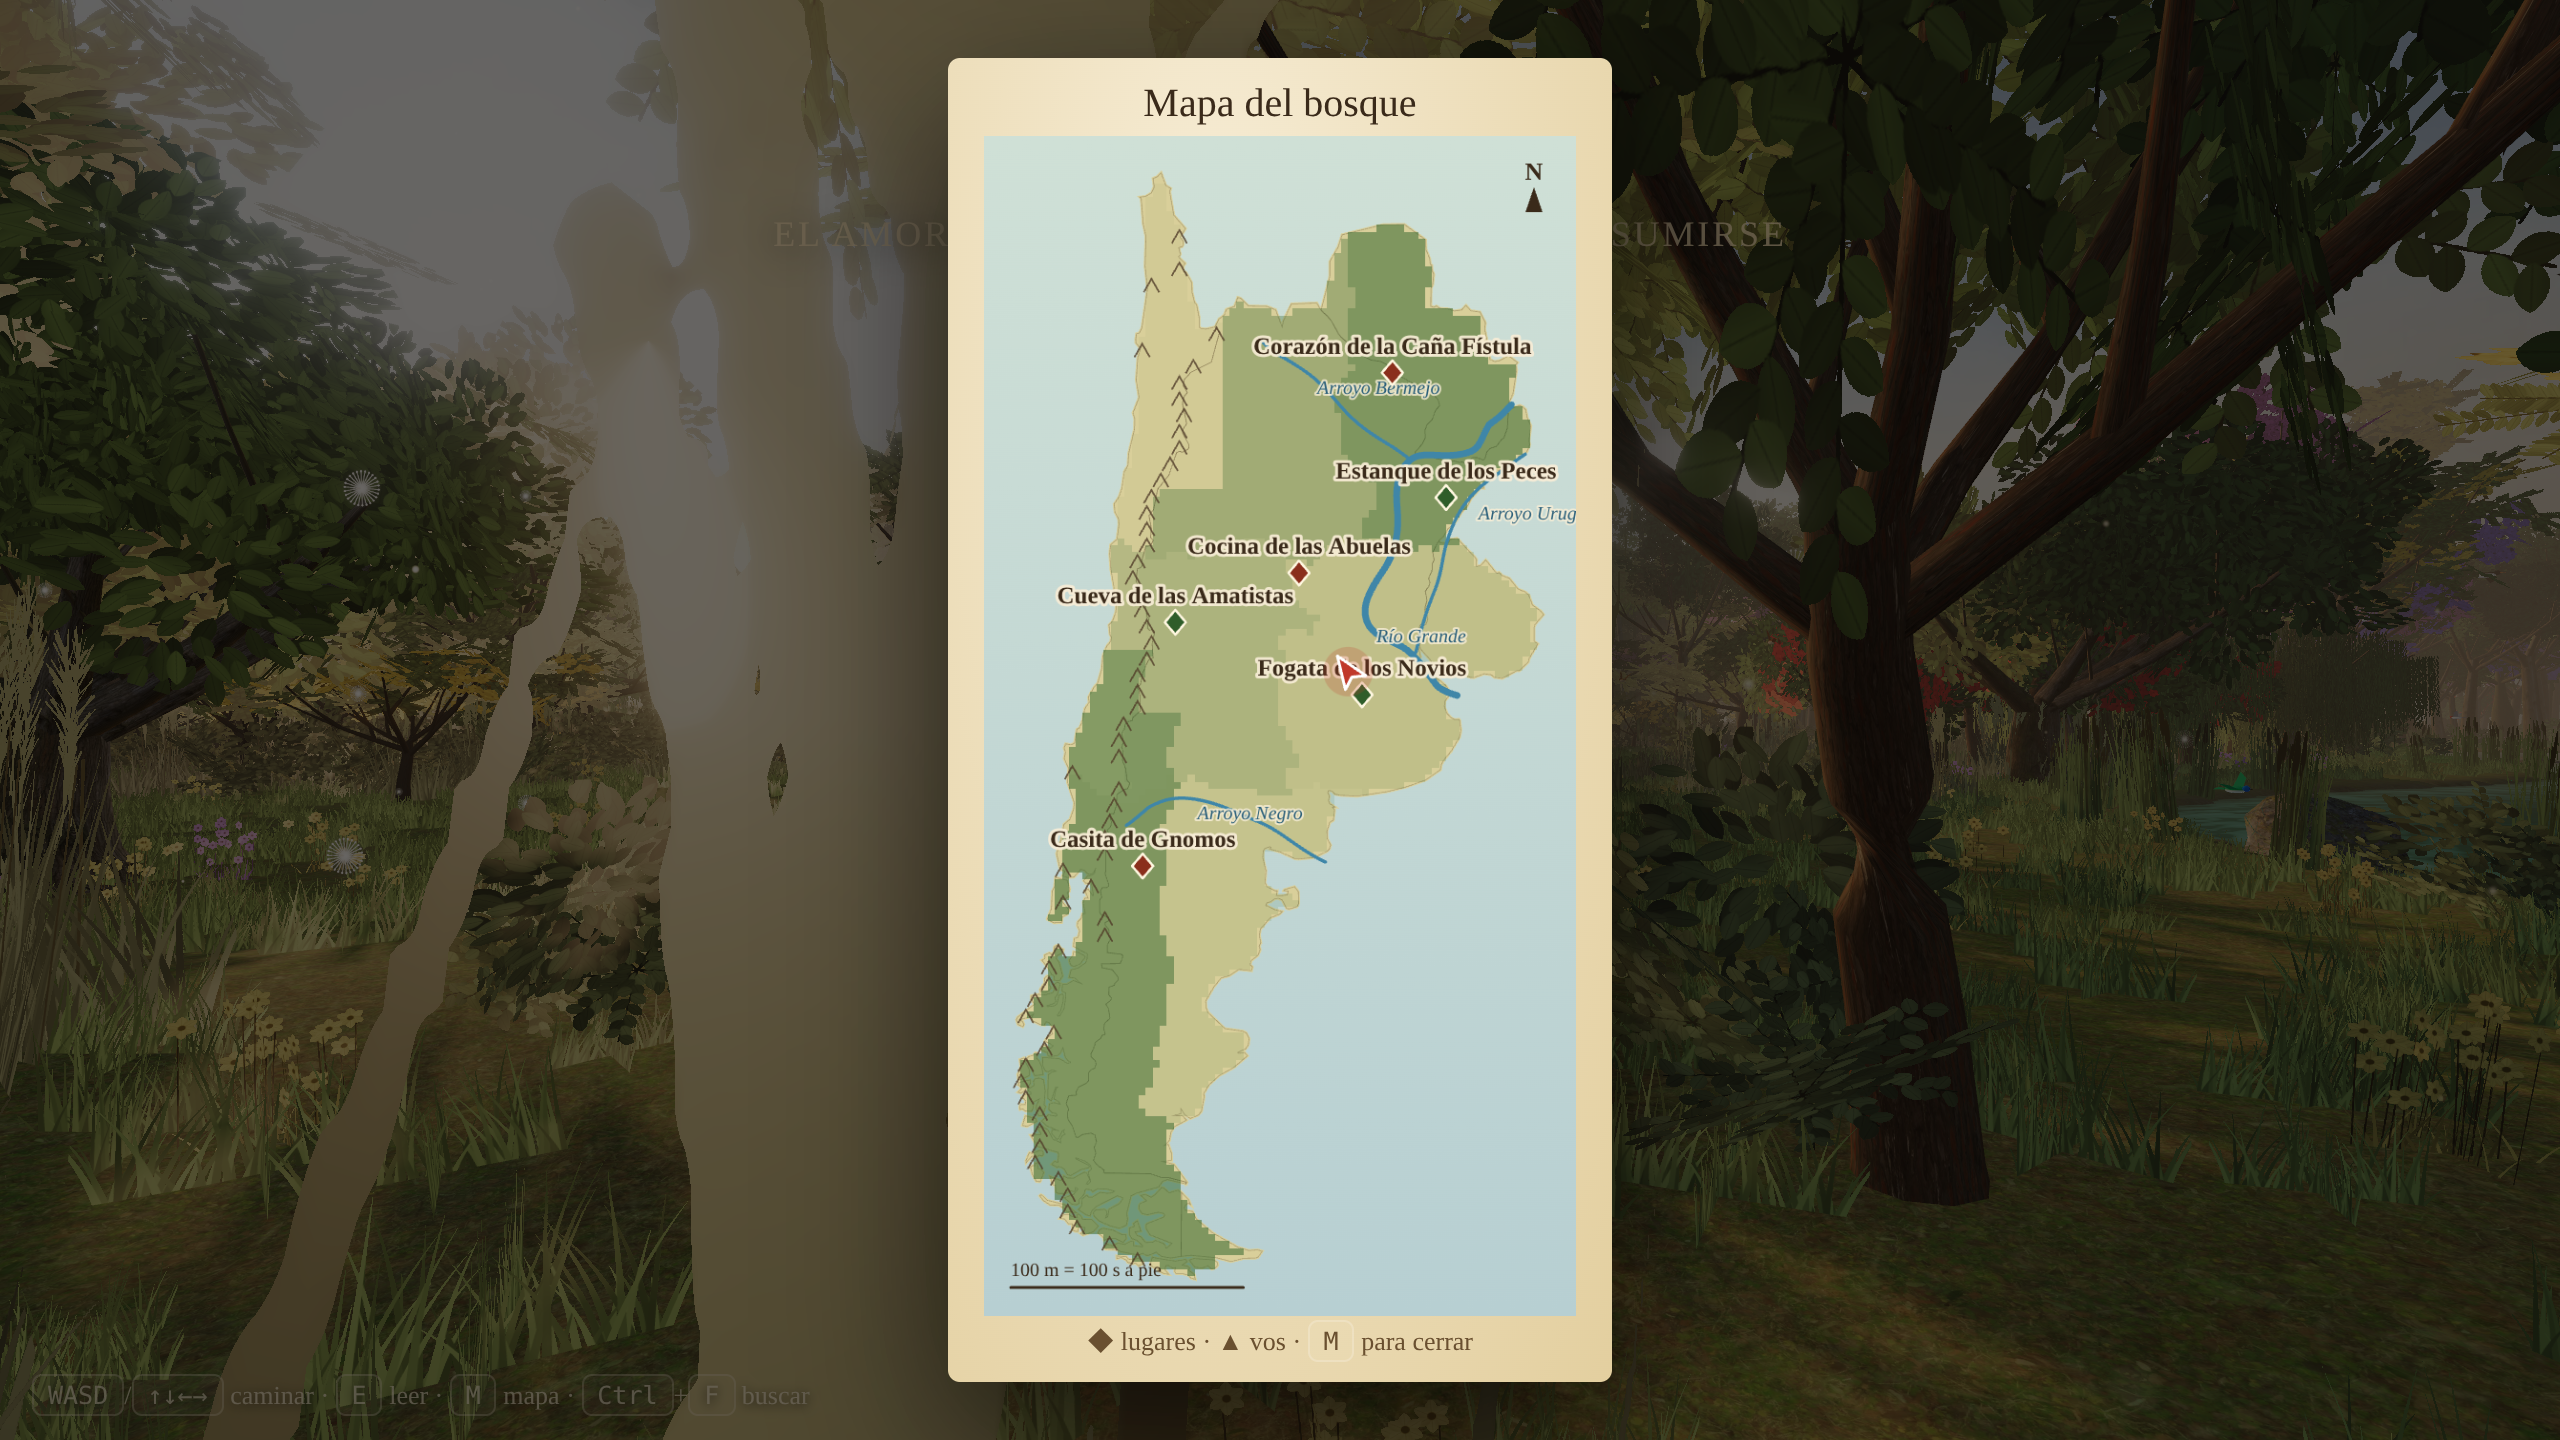 Mapa del bosque
N
EL AMOR
SUMIRSE
Corazón de la Caña Fístula
Arroyo Bermejo
Estanque de los Peces
Arroyo Urug
Cocina de las Abuelas
Cueva de las Amatistas
Río Grande
Fogata de los Novios
Arroyo Negro
Casita de Gnomos
100 m = 100 s a pie
◆ lugares · ▲ vos · M para cerrar
WASD / ↑↓←→ caminar · E leer · M mapa · Ctrl + F buscar